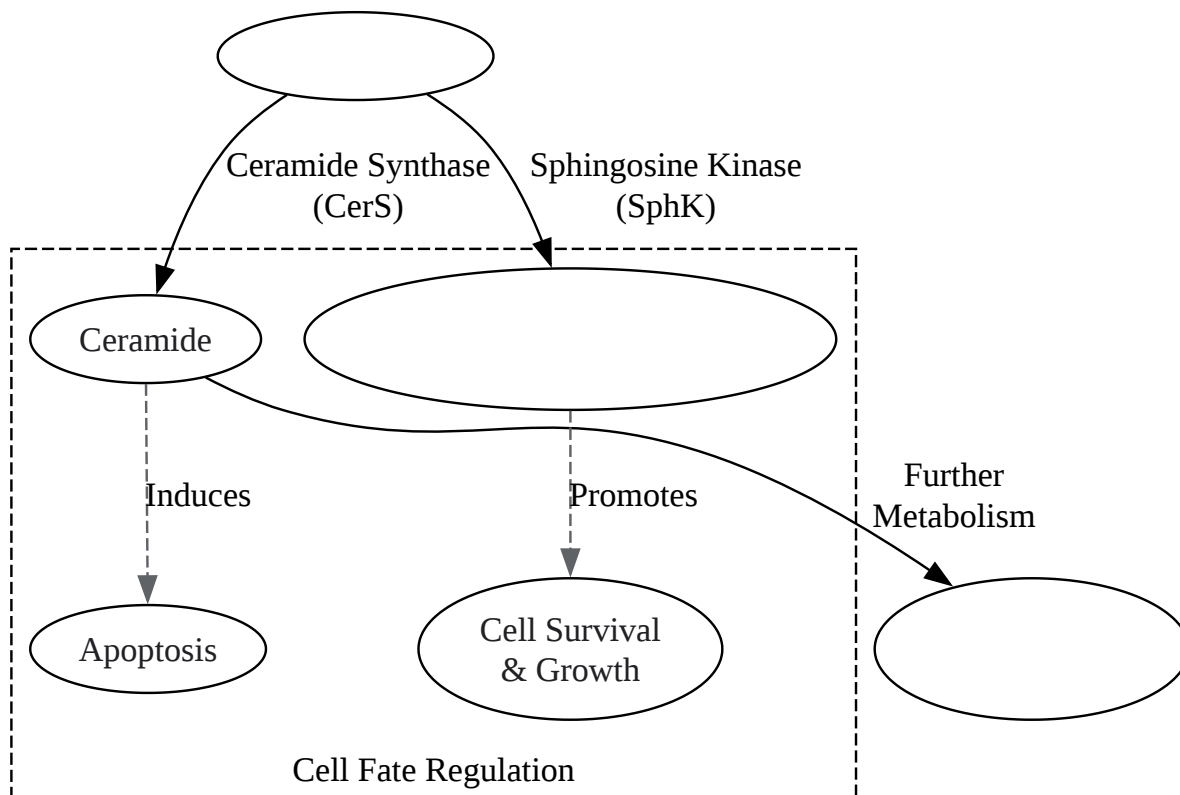 Ceramide Synthase
(CerS)
Sphingosine Kinase
(SphK)
Ceramide
Induces
Promotes
Further
Metabolism
Apoptosis
Cell Survival
& Growth
Cell Fate Regulation